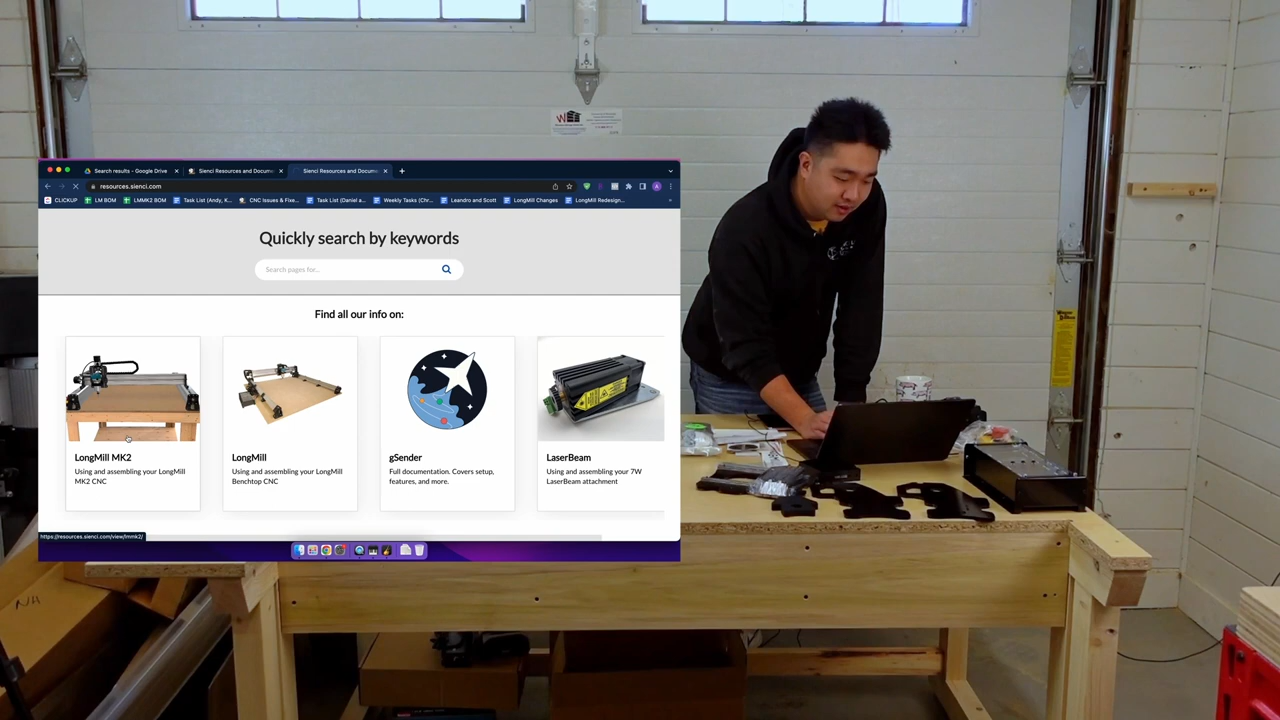 Search results - Google Drive
Sienci Resources and Docume
Sienci Resources and Docume
resources.sienci.com
CLICKUP
LM BOM
LMMK2 BOM
Task List (Andy, K...
CNC Issues & Fixe...
Task List (Daniel a...
Weekly Tasks (Chr...
Leandro and Scott
LongMill Changes
LongMill Redesign...
Quickly search by keywords
Search pages for...
Find all our info on:
LongMill MK2
Using and assembling your LongMill
MK2 CNC
LongMill
Using and assembling your LongMill
Benchtop CNC
gSender
Full documentation. Covers setup,
features, and more.
LaserBeam
Using and assembling your 7W
LaserBeam attachment
https://resources.sienci.com/view/lmmk2/